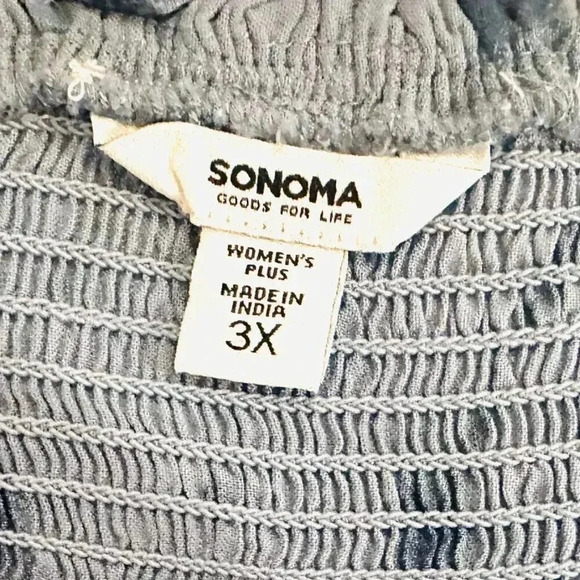 SONOMA
GOODS FOR LIFE
WOMEN'S
PLUS
MADE IN
INDIA
3X